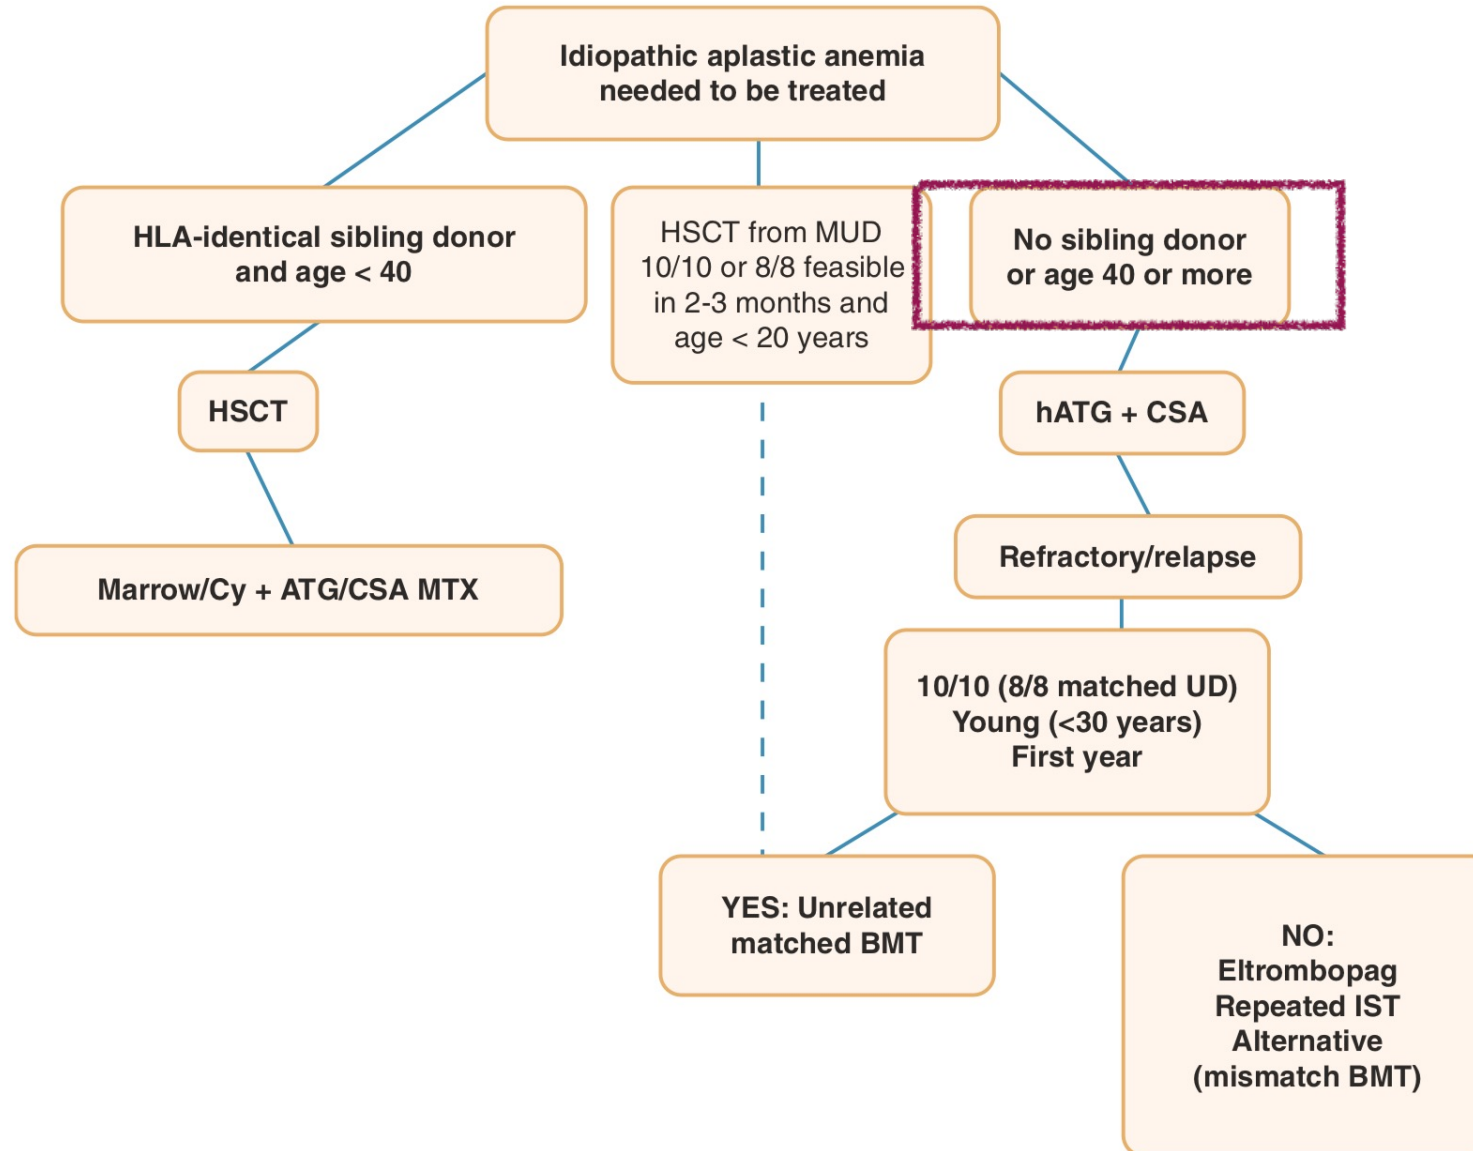 Idiopathic aplastic anemia
needed to be treated
HLA-identical sibling donor
and age < 40
HSCT from MUD
10/10 or 8/8 feasible
in 2-3 months and
age < 20 years
No sibling donor
or age 40 or more
HSCT
hATG + CSA
Marrow/Cy + ATG/CSA MTX
Refractory/relapse
10/10 (8/8 matched UD)
Young (<30 years)
First year
YES: Unrelated
matched BMT
NO:
Eltrombopag
Repeated IST
Alternative
(mismatch BMT)